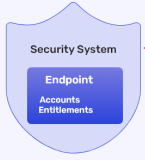 Security System
Endpoint
Accounts
Entitlements